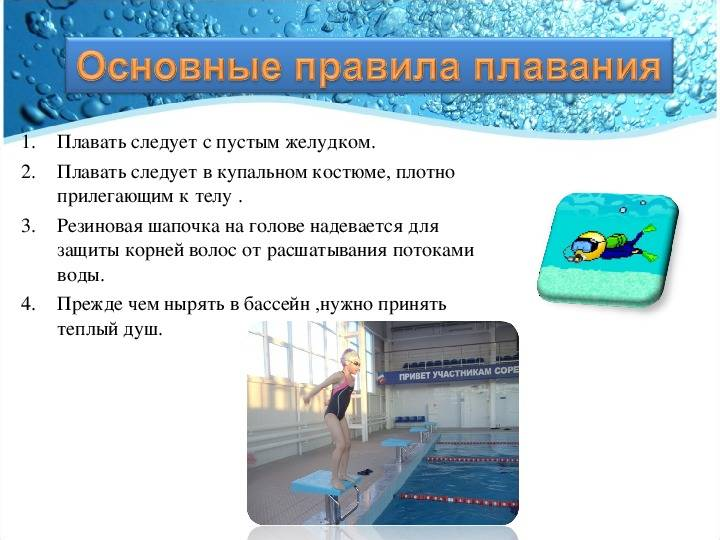 Основные правила плавания
1. Плавать следует с пустым желудком.
2. Плавать следует в купальном костюме, плотно
прилегающим к телу .
3. Резиновая шапочка на голове надевается для
защиты корней волос от расшатывания потоками
воды.
4. Прежде чем нырять в бассейн ,нужно принять
теплый душ.
ПРИВЕТ УЧАСТНИКАМ СОРЕ